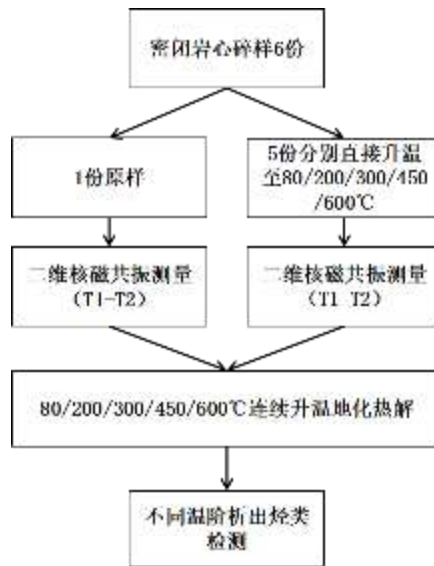 密闭岩心碎样6份
1份原样
5份分别直接升温
至80/200/300/450
/600℃
二维核磁共振测量
(T1-T2)
二维核磁共振测量
(T1 T2)
80/200/300/450/600℃连续升温地化热解
不同温阶析出烃类
检测